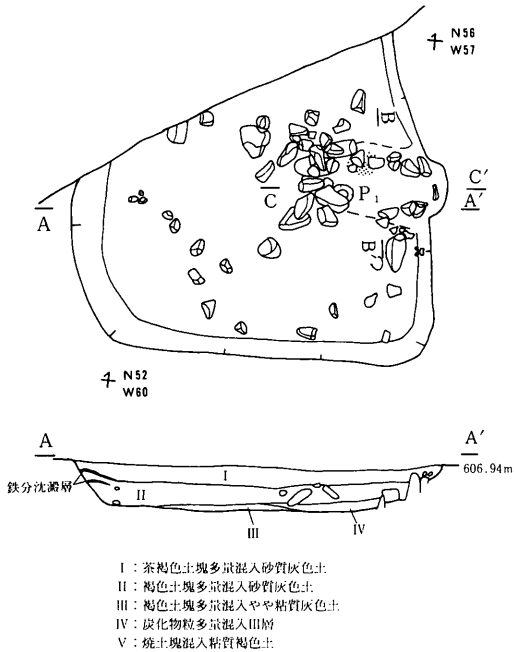 N56
W57
B
C
P1
C′
A′
A
B′
N52
W60
A
A′
606.94m
鉄分沈澱層
I
II
III
IV
I：茶褐色土塊多量混入砂質灰色土
II：褐色土塊多量混入砂質灰色土
III：褐色土塊多量混入やや粘質灰色土
IV：炭化物粒多量混入III層
V：焼土塊混入粘質褐色土